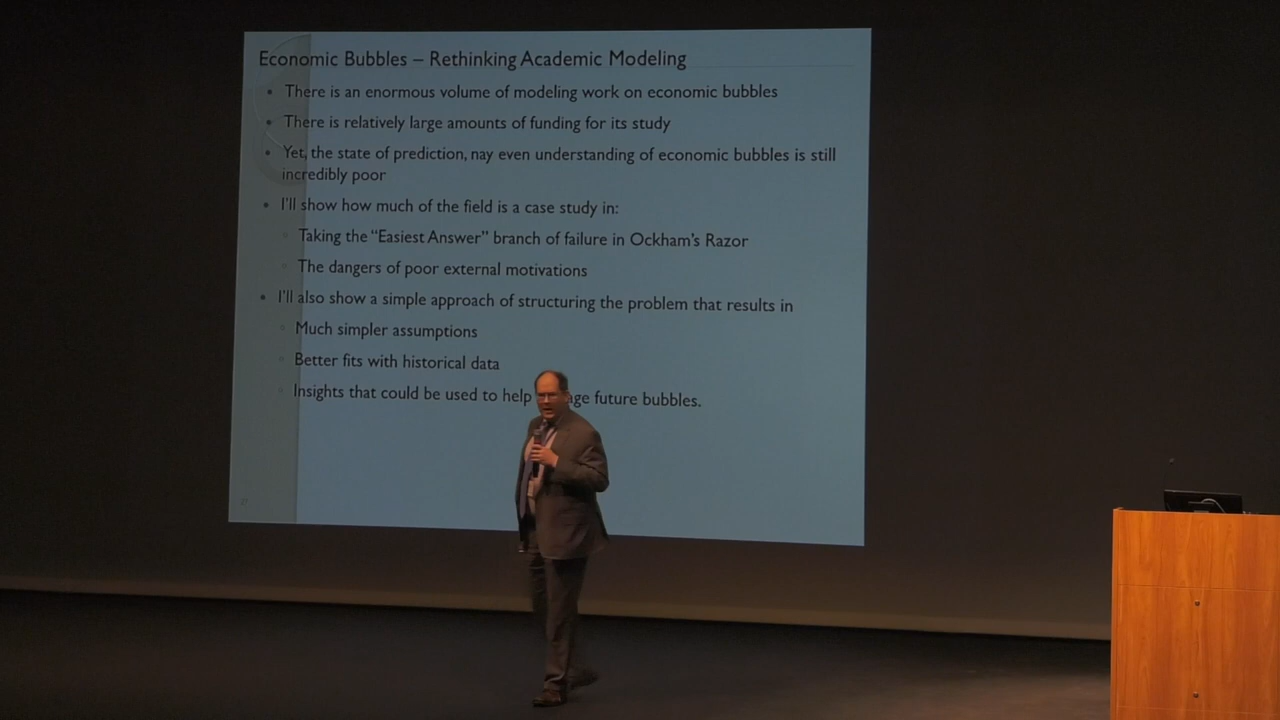 Economic Bubbles – Rethinking Academic Modeling
• There is an enormous volume of modeling work on economic bubbles
• There is relatively large amounts of funding for its study
• Yet, the state of prediction, nay even understanding of economic bubbles is still
incredibly poor
• I'll show how much of the field is a case study in:
◦ Taking the “Easiest Answer” branch of failure in Ockham's Razor
◦ The dangers of poor external motivations
• I'll also show a simple approach of structuring the problem that results in
◦ Much simpler assumptions
◦ Better fits with historical data
◦ Insights that could be used to help future bubbles.